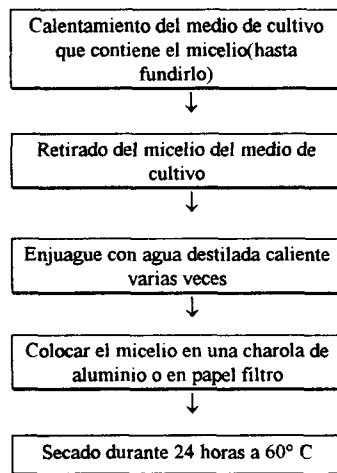 Calentamiento del medio de cultivo
que contiene el micelio(hasta
fundirlo)
↓
Retirado del micelio del medio de
cultivo
↓
Enjuague con agua destilada caliente
varias veces
↓
Colocar el micelio en una charola de
aluminio o en papel filtro
↓
Secado durante 24 horas a 60° C